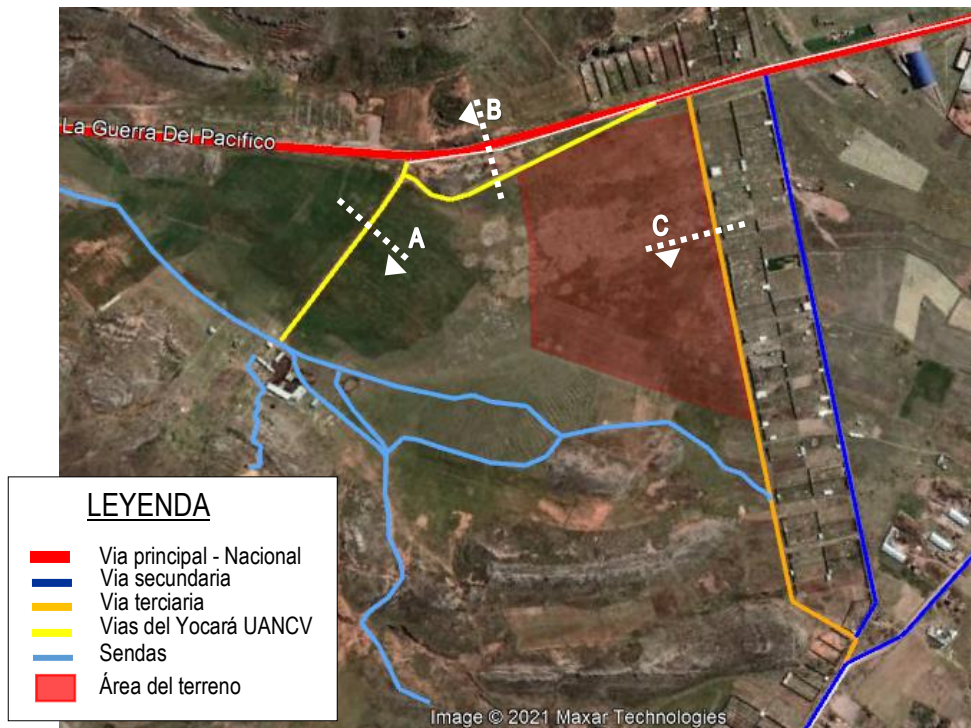 La Guerra Del Pacifico
B
A
C
LEYENDA
Via principal - Nacional
Via secundaria
Via terciaria
Vias del Yocará UANCV
Sendas
Área del terreno
Image © 2021 Maxar Technologies